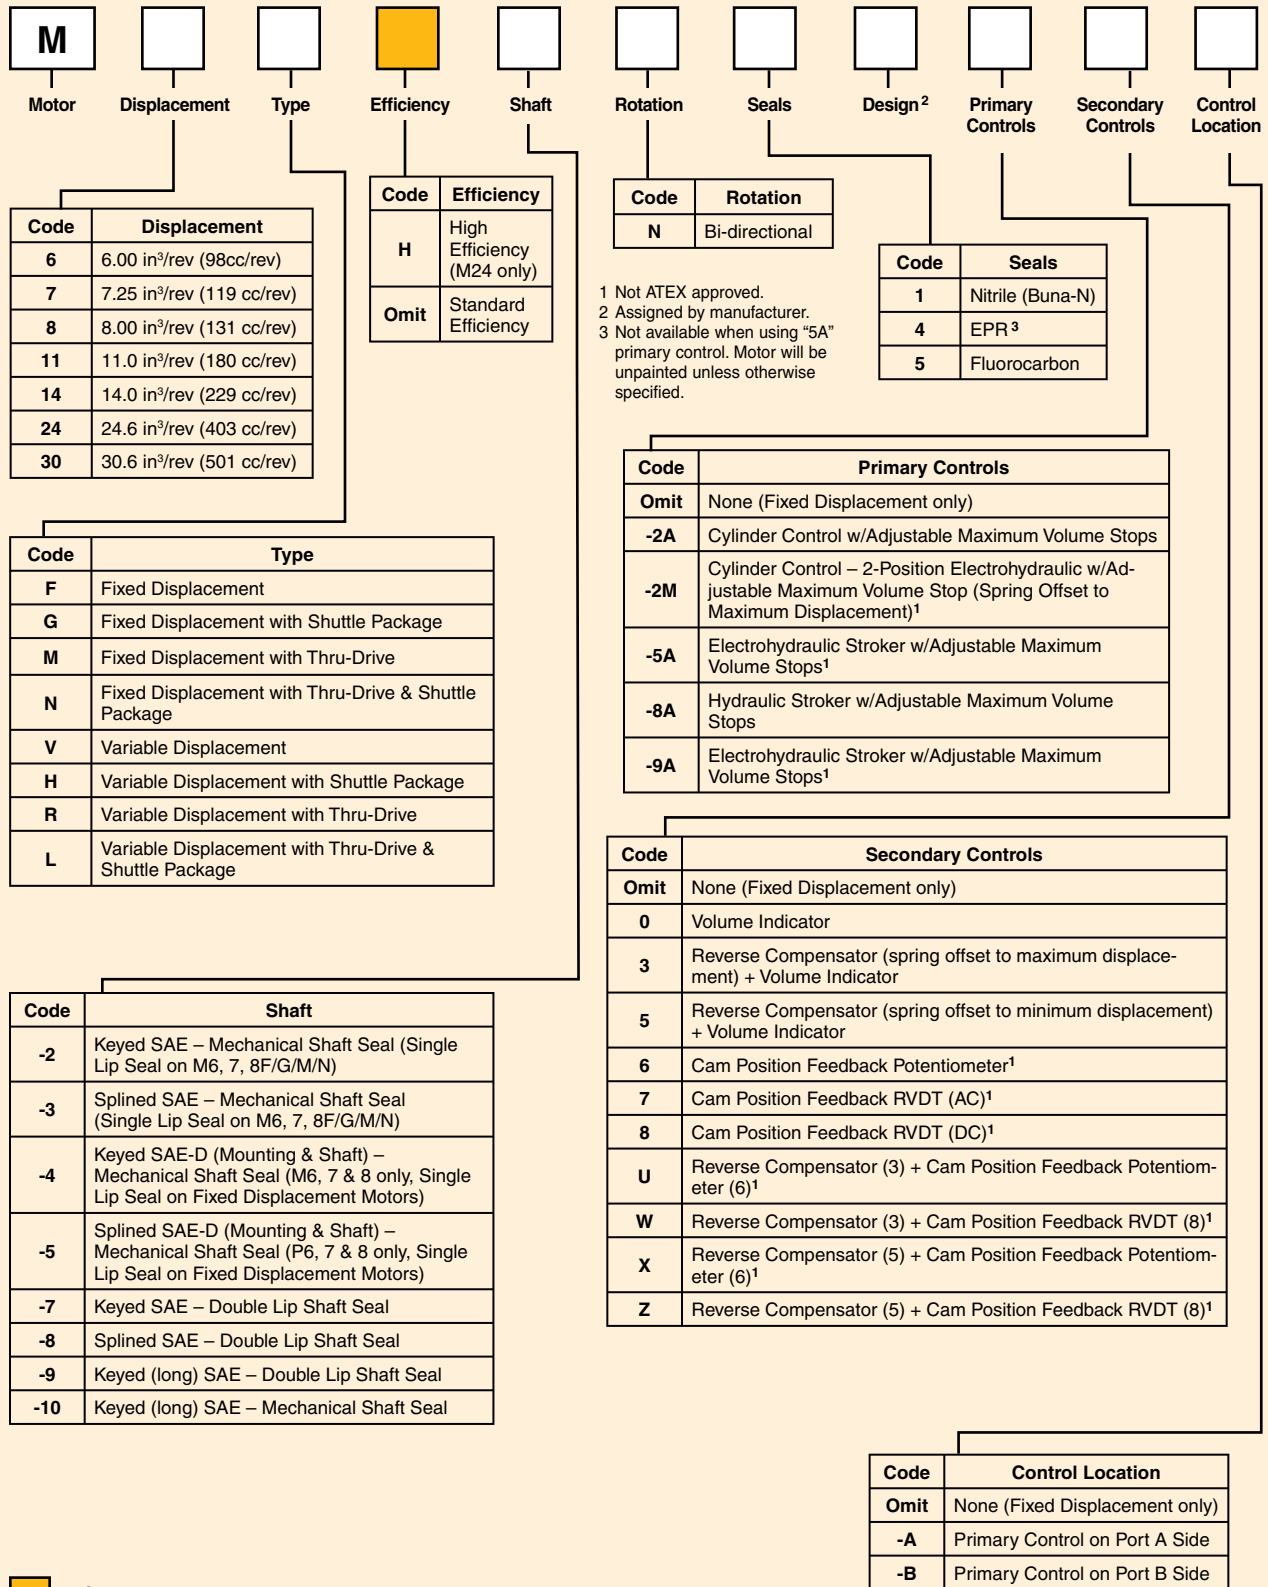 M
Motor
Displacement
Type
Efficiency
Shaft
Rotation
Seals
Design 2
Primary
Controls
Secondary
Controls
Control
Location
Code Displacement
6 6.00 in³/rev (98cc/rev)
7 7.25 in³/rev (119 cc/rev)
8 8.00 in³/rev (131 cc/rev)
11 11.0 in³/rev (180 cc/rev)
14 14.0 in³/rev (229 cc/rev)
24 24.6 in³/rev (403 cc/rev)
30 30.6 in³/rev (501 cc/rev)
Code Efficiency
H High
Efficiency
(M24 only)
Omit Standard
Efficiency
Code Rotation
N Bi-directional
1 Not ATEX approved.
2 Assigned by manufacturer.
3 Not available when using “5A”
primary control. Motor will be
unpainted unless otherwise
specified.
Code Seals
1 Nitrile (Buna-N)
4 EPR 3
5 Fluorocarbon
Code Type
F Fixed Displacement
G Fixed Displacement with Shuttle Package
M Fixed Displacement with Thru-Drive
N Fixed Displacement with Thru-Drive & Shuttle
Package
V Variable Displacement
H Variable Displacement with Shuttle Package
R Variable Displacement with Thru-Drive
L Variable Displacement with Thru-Drive &
Shuttle Package
Code Primary Controls
Omit None (Fixed Displacement only)
-2A Cylinder Control w/Adjustable Maximum Volume Stops
-2M Cylinder Control – 2-Position Electrohydraulic w/Ad-
justable Maximum Volume Stop (Spring Offset to
Maximum Displacement)1
-5A Electrohydraulic Stroker w/Adjustable Maximum
Volume Stops1
-8A Hydraulic Stroker w/Adjustable Maximum Volume
Stops
-9A Electrohydraulic Stroker w/Adjustable Maximum
Volume Stops1
Code Secondary Controls
Omit None (Fixed Displacement only)
0 Volume Indicator
3 Reverse Compensator (spring offset to maximum displace-
ment) + Volume Indicator
5 Reverse Compensator (spring offset to minimum displacement)
+ Volume Indicator
6 Cam Position Feedback Potentiometer1
7 Cam Position Feedback RVDT (AC)1
8 Cam Position Feedback RVDT (DC)1
U Reverse Compensator (3) + Cam Position Feedback Potentiom-
eter (6)1
W Reverse Compensator (3) + Cam Position Feedback RVDT (8)1
X Reverse Compensator (5) + Cam Position Feedback Potentiom-
eter (6)1
Z Reverse Compensator (5) + Cam Position Feedback RVDT (8)1
Code Shaft
-2 Keyed SAE – Mechanical Shaft Seal (Single
Lip Seal on M6, 7, 8F/G/M/N)
-3 Splined SAE – Mechanical Shaft Seal
(Single Lip Seal on M6, 7, 8F/G/M/N)
-4 Keyed SAE-D (Mounting & Shaft) –
Mechanical Shaft Seal (M6, 7 & 8 only, Single
Lip Seal on Fixed Displacement Motors)
-5 Splined SAE-D (Mounting & Shaft) –
Mechanical Shaft Seal (P6, 7 & 8 only, Single
Lip Seal on Fixed Displacement Motors)
-7 Keyed SAE – Double Lip Shaft Seal
-8 Splined SAE – Double Lip Shaft Seal
-9 Keyed (long) SAE – Double Lip Shaft Seal
-10 Keyed (long) SAE – Mechanical Shaft Seal
Code Control Location
Omit None (Fixed Displacement only)
-A Primary Control on Port A Side
-B Primary Control on Port B Side